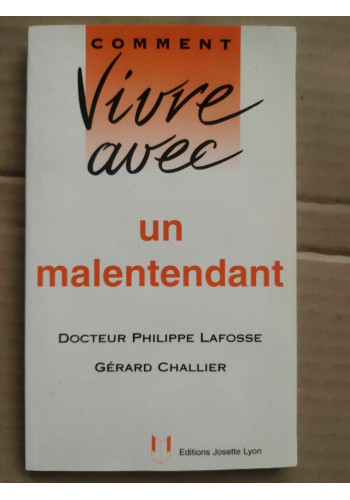 COMMENT
Vivre
avec
un
malentendant
DOCTEUR PHILIPPE LAFOSSE
GÉRARD CHALLIER
Editions Josette Lyon